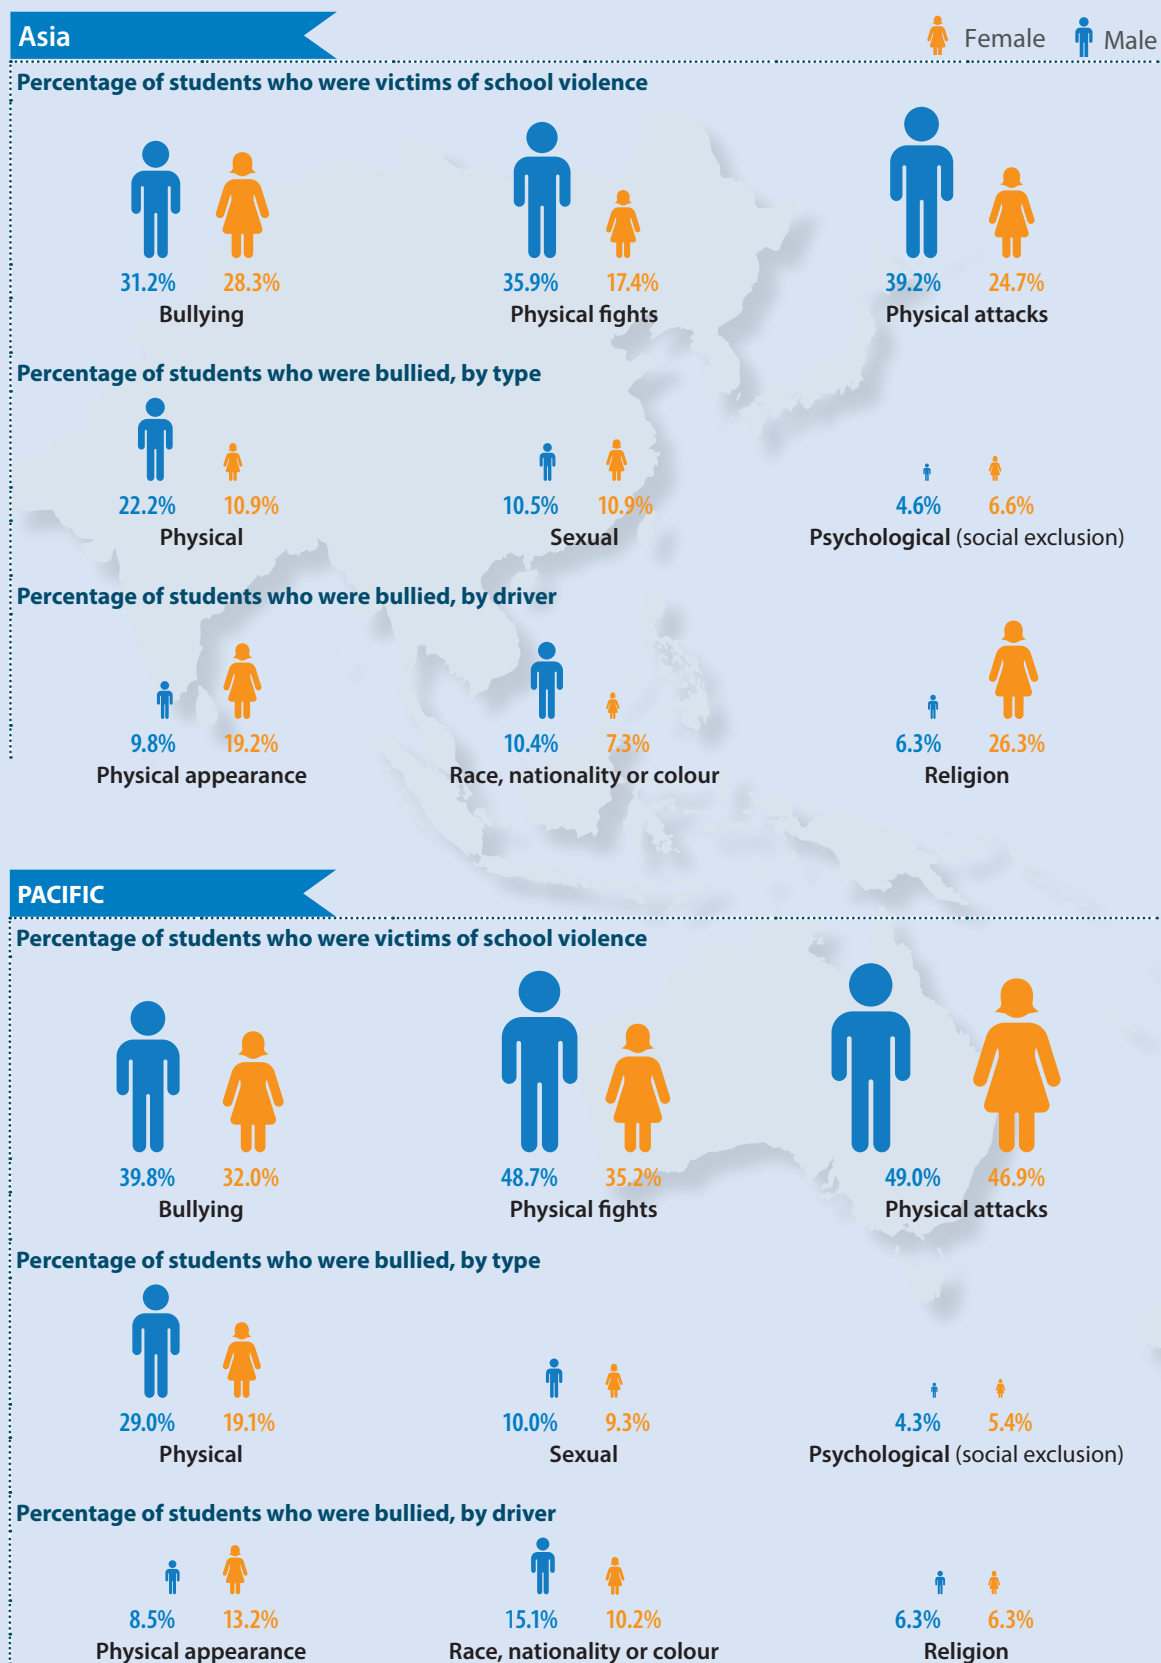 Asia
Female Male
Percentage of students who were victims of school violence
31.2% 28.3% 35.9% 17.4% 39.2% 24.7%
Bullying Physical fights Physical attacks
Percentage of students who were bullied, by type
22.2% 10.9% 10.5% 10.9% 4.6% 6.6%
Physical Sexual Psychological (social exclusion)
Percentage of students who were bullied, by driver
9.8% 19.2% 10.4% 7.3% 6.3% 26.3%
Physical appearance Race, nationality or colour Religion
PACIFIC
Percentage of students who were victims of school violence
39.8% 32.0% 48.7% 35.2% 49.0% 46.9%
Bullying Physical fights Physical attacks
Percentage of students who were bullied, by type
29.0% 19.1% 10.0% 9.3% 4.3% 5.4%
Physical Sexual Psychological (social exclusion)
Percentage of students who were bullied, by driver
8.5% 13.2% 15.1% 10.2% 6.3% 6.3%
Physical appearance Race, nationality or colour Religion